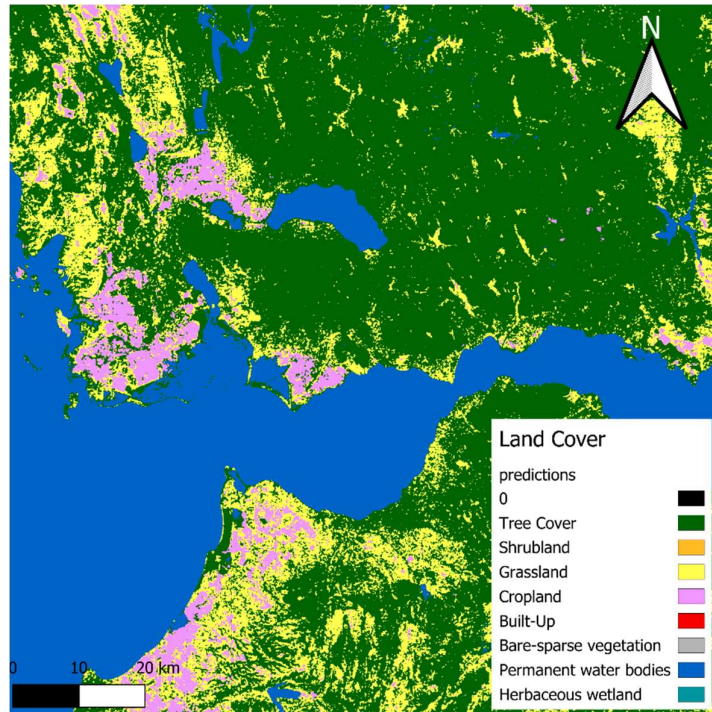 N
Land Cover
predictions
0
Tree Cover
Shrubland
Grassland
Cropland
Built-Up
Bare-sparse vegetation
Permanent water bodies
Herbaceous wetland
0 10 20 km